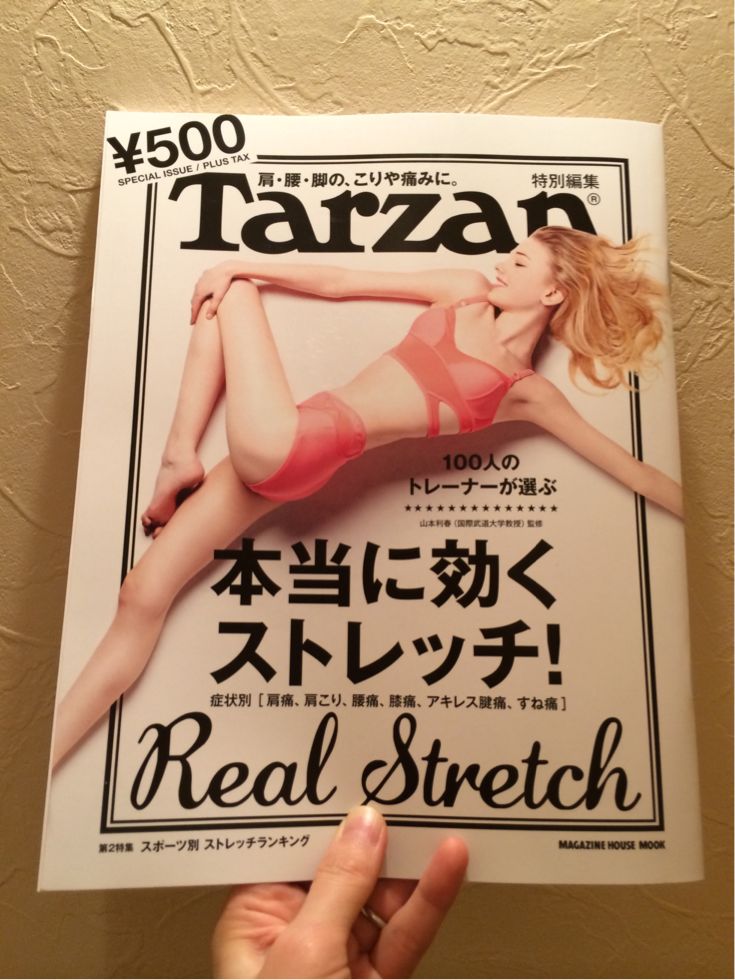 ¥500
SPECIAL ISSUE / PLUS TAX
肩・腰・脚の、こりや痛みに。
特別編集
Tarzan®
100人の
トレーナーが選ぶ
★★★★★★★★★★★★★★
山本利春（国際武道大学教授）監修
本当に効く
ストレッチ!
症状別［肩痛、肩こり、腰痛、膝痛、アキレス腱痛、すね痛］
Real Stretch
第2特集 スポーツ別 ストレッチランキング
MAGAZINE HOUSE MOOK